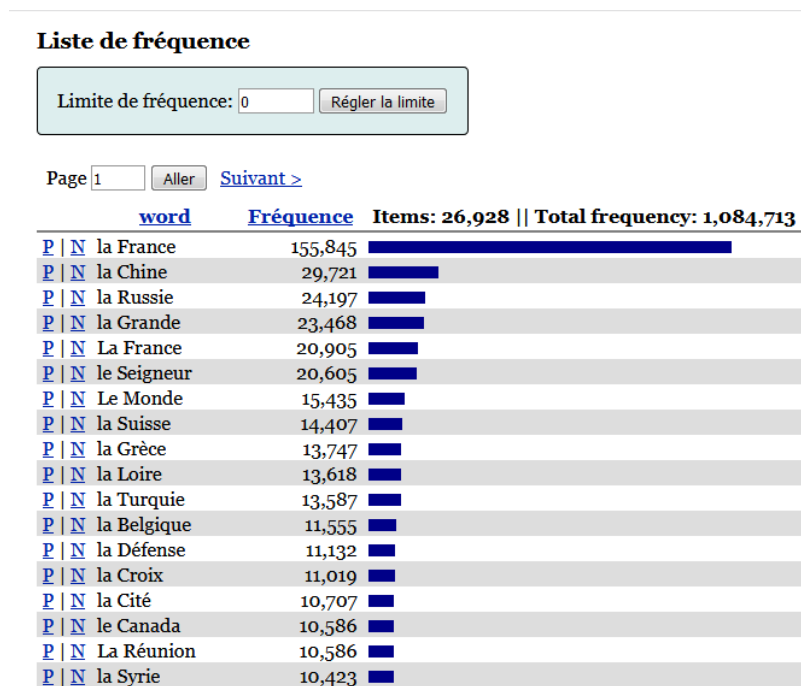 Liste de fréquence
Limite de fréquence: 0 Régler la limite
Page 1 Aller Suivant >
word Fréquence Items: 26,928 || Total frequency: 1,084,713
P | N la France 155,845
P | N la Chine 29,721
P | N la Russie 24,197
P | N la Grande 23,468
P | N La France 20,905
P | N le Seigneur 20,605
P | N Le Monde 15,435
P | N la Suisse 14,407
P | N la Grèce 13,747
P | N la Loire 13,618
P | N la Turquie 13,587
P | N la Belgique 11,555
P | N la Défense 11,132
P | N la Croix 11,019
P | N la Cité 10,707
P | N le Canada 10,586
P | N La Réunion 10,586
P | N la Syrie 10,423